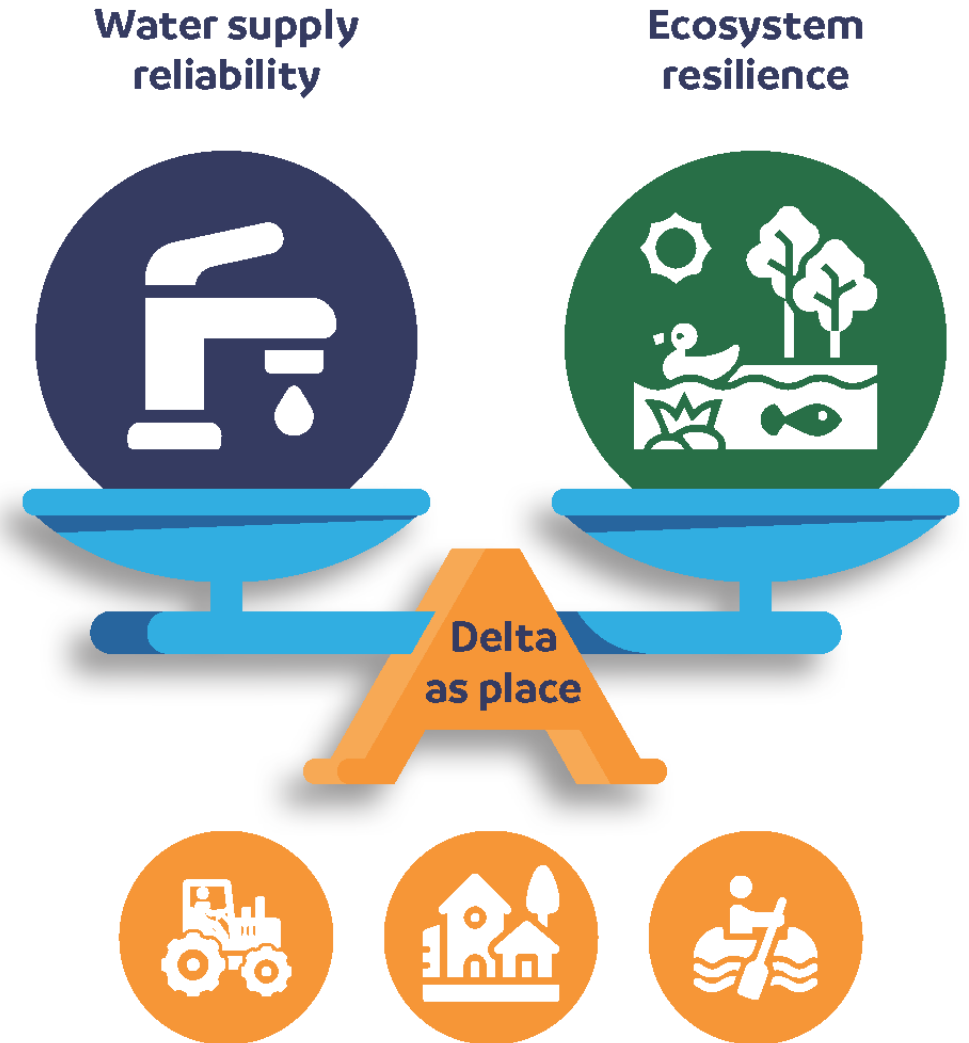 Water supply
reliability
Ecosystem
resilience
Delta
as place